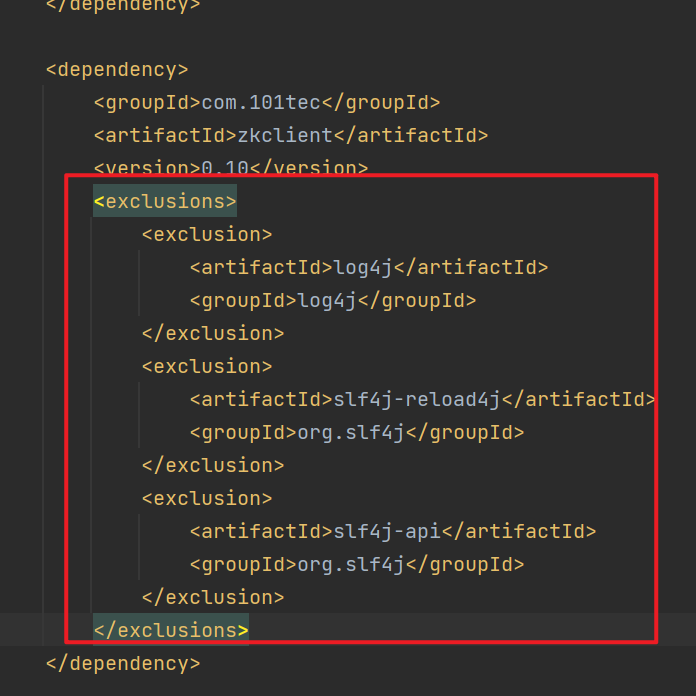 </dependency>
<dependency>
<groupId>com.101tec</groupId>
<artifactId>zkclient</artifactId>
<version>0.10</version>
<exclusions>
<exclusion>
<artifactId>log4j</artifactId>
<groupId>log4j</groupId>
</exclusion>
<exclusion>
<artifactId>slf4j-reload4j</artifactId>
<groupId>org.slf4j</groupId>
</exclusion>
<exclusion>
<artifactId>slf4j-api</artifactId>
<groupId>org.slf4j</groupId>
</exclusion>
</exclusions>
</dependency>